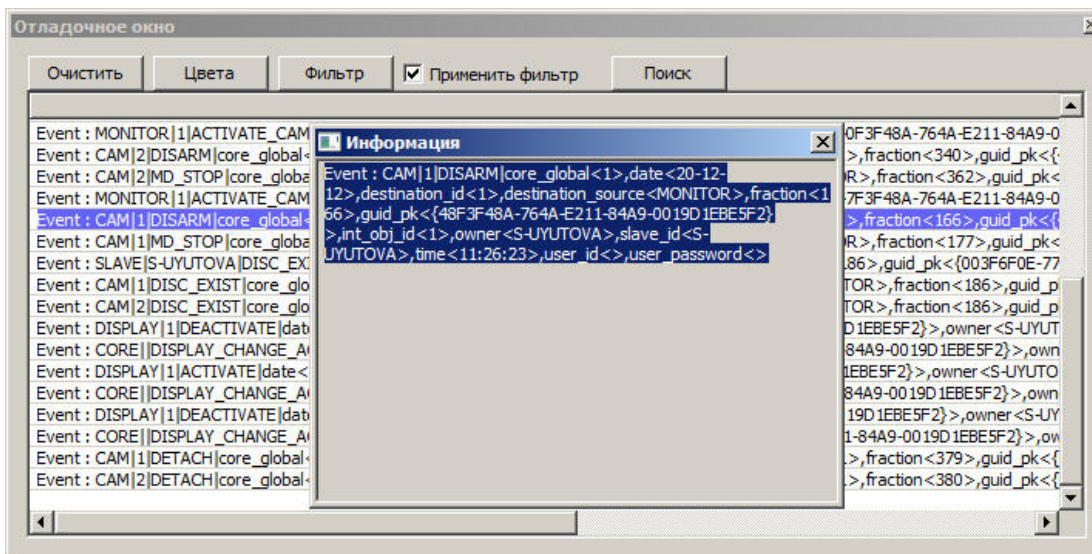 Отладочное окно
Очистить Цвета Фильтр Применить фильтр Поиск
Event : MONITOR|1|ACTIVATE_CAM 0F3F48A-764A-E211-84A9-0
Event : CAM|2|DISARM|core_global< >,fraction<340>,guid_pk<{
Event : CAM|2|MD_STOP|core_globa R>,fraction<362>,guid_pk<
Event : MONITOR|1|ACTIVATE_CAM 7F3F48A-764A-E211-84A9-0
Event : CAM|1|DISARM|core_global< >,fraction<166>,guid_pk<{
Event : CAM|1|MD_STOP|core_globa R>,fraction<177>,guid_pk<
Event : SLAVE|S-UYUTOVA|DISC_EX 86>,guid_pk<{003F6F0E-77
Event : CAM|1|DISC_EXIST|core_glo TOR>,fraction<186>,guid_p
Event : CAM|2|DISC_EXIST|core_glo TOR>,fraction<186>,guid_p
Event : DISPLAY|1|DEACTIVATE|dat D1EBE5F2}>,owner<S-UYUT
Event : CORE||DISPLAY_CHANGE_A 84A9-0019D1EBE5F2}>,own
Event : DISPLAY|1|ACTIVATE|date< 1EBE5F2}>,owner<S-UYUTO
Event : CORE||DISPLAY_CHANGE_A 84A9-0019D1EBE5F2}>,own
Event : DISPLAY|1|DEACTIVATE|dat 19D1EBE5F2}>,owner<S-UY
Event : CORE||DISPLAY_CHANGE_A 1-84A9-0019D1EBE5F2}>,ow
Event : CAM|1|DETACH|core_global< >,fraction<379>,guid_pk<{
Event : CAM|2|DETACH|core_global< >,fraction<380>,guid_pk<{
Информация
Event : CAM|1|DISARM|core_global<1>,date<20-12-
12>,destination_id<1>,destination_source<MONITOR>,fraction<1
66>,guid_pk<{48F3F48A-764A-E211-84A9-0019D1EBE5F2}
>,int_obj_id<1>,owner<S-UYUTOVA>,slave_id<S-
UYUTOVA>,time<11:26:23>,user_id<>,user_password<>